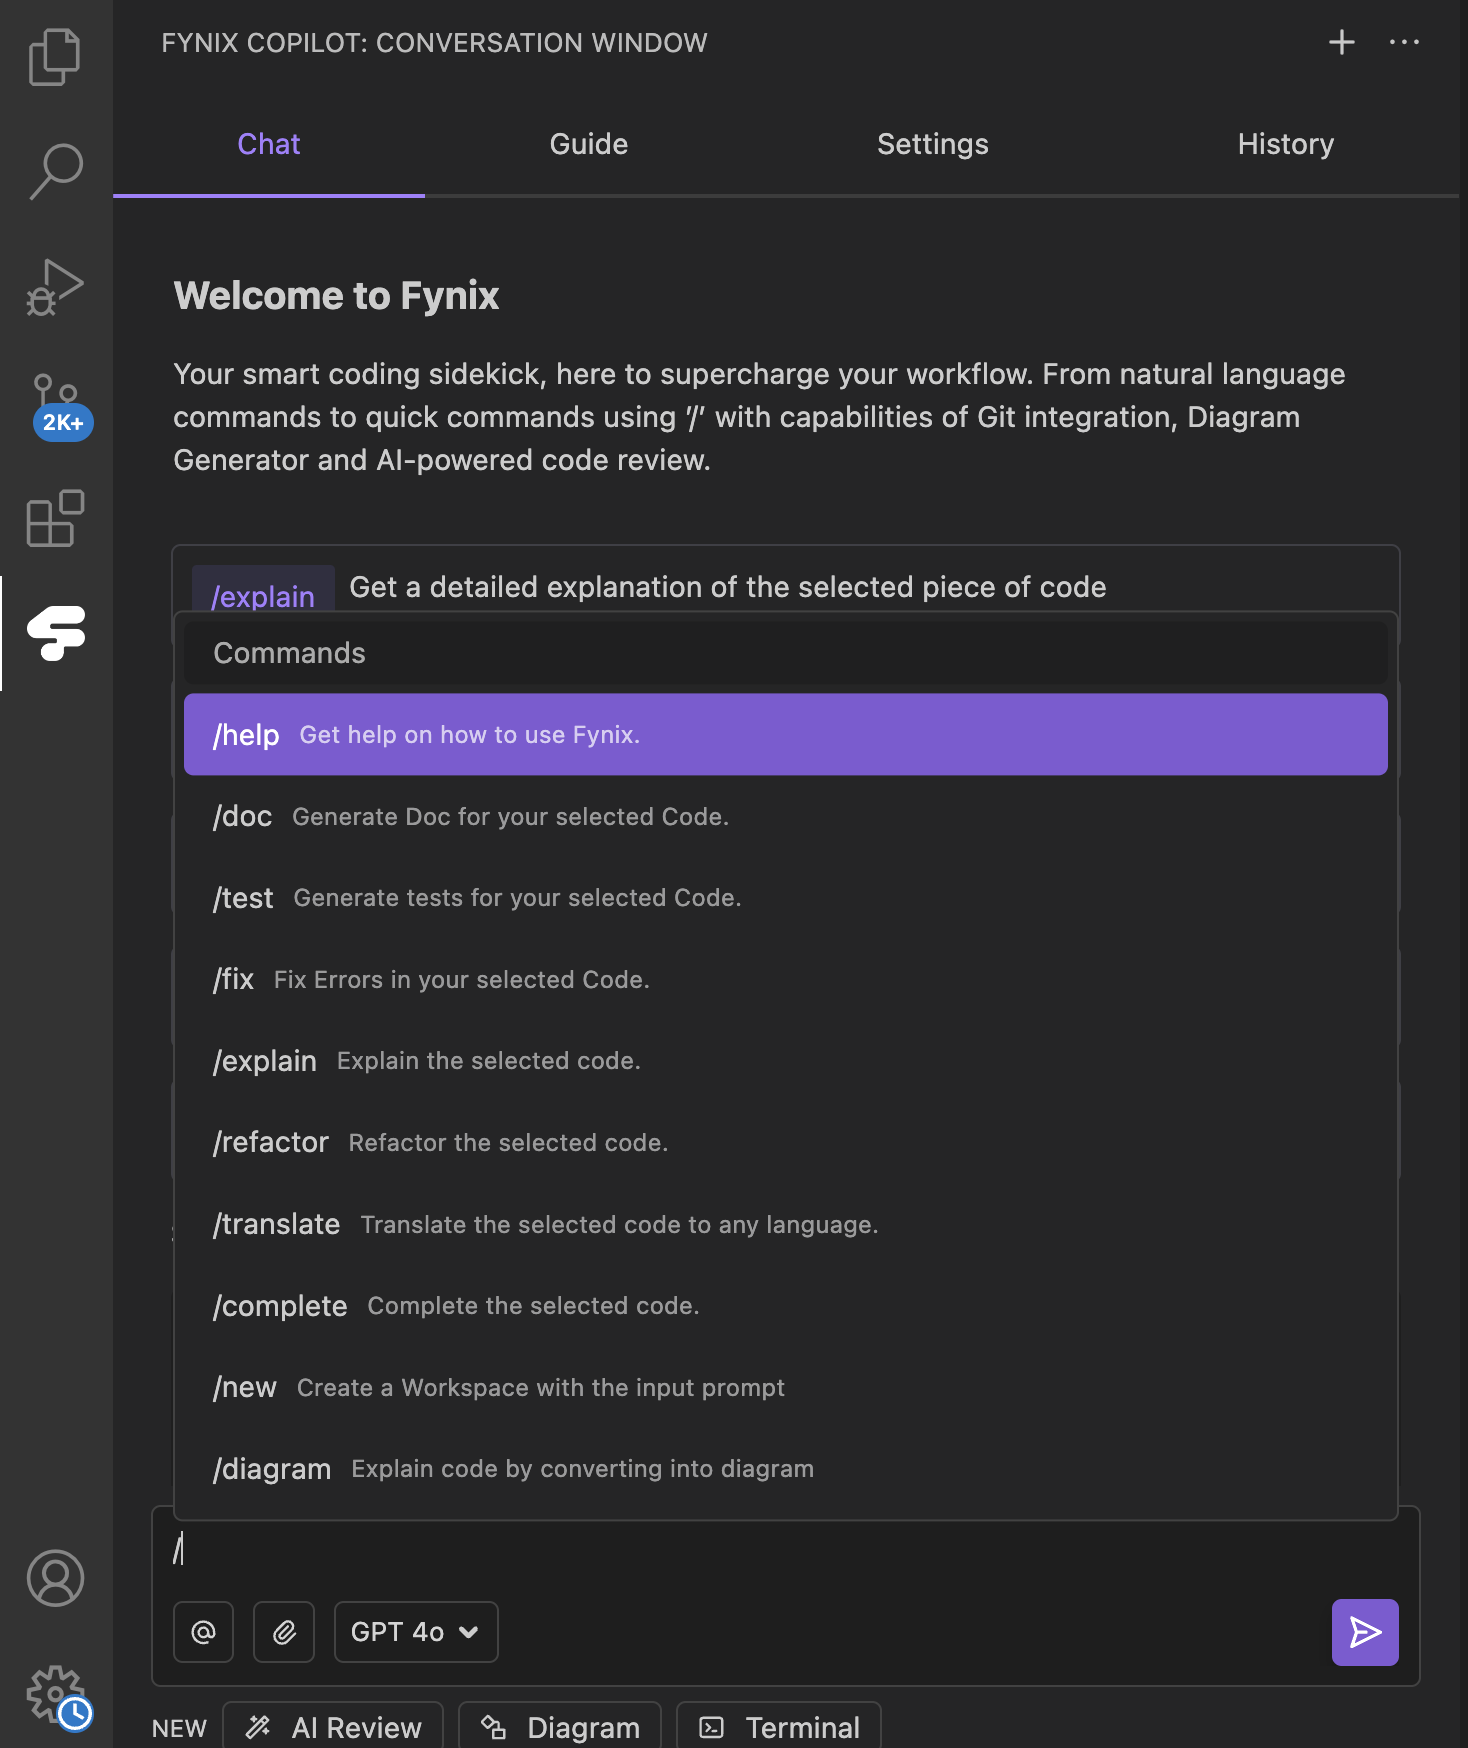 FYNIX COPILOT: CONVERSATION WINDOW
Chat
Guide
Settings
History
2K+
Welcome to Fynix
Your smart coding sidekick, here to supercharge your workflow. From natural language
commands to quick commands using '/' with capabilities of Git integration, Diagram
Generator and AI-powered code review.
/explain Get a detailed explanation of the selected piece of code
Commands
/help Get help on how to use Fynix.
/doc Generate Doc for your selected Code.
/test Generate tests for your selected Code.
/fix Fix Errors in your selected Code.
/explain Explain the selected code.
/refactor Refactor the selected code.
/translate Translate the selected code to any language.
/complete Complete the selected code.
/new Create a Workspace with the input prompt
/diagram Explain code by converting into diagram
/
@ GPT 4o
NEW AI Review Diagram Terminal